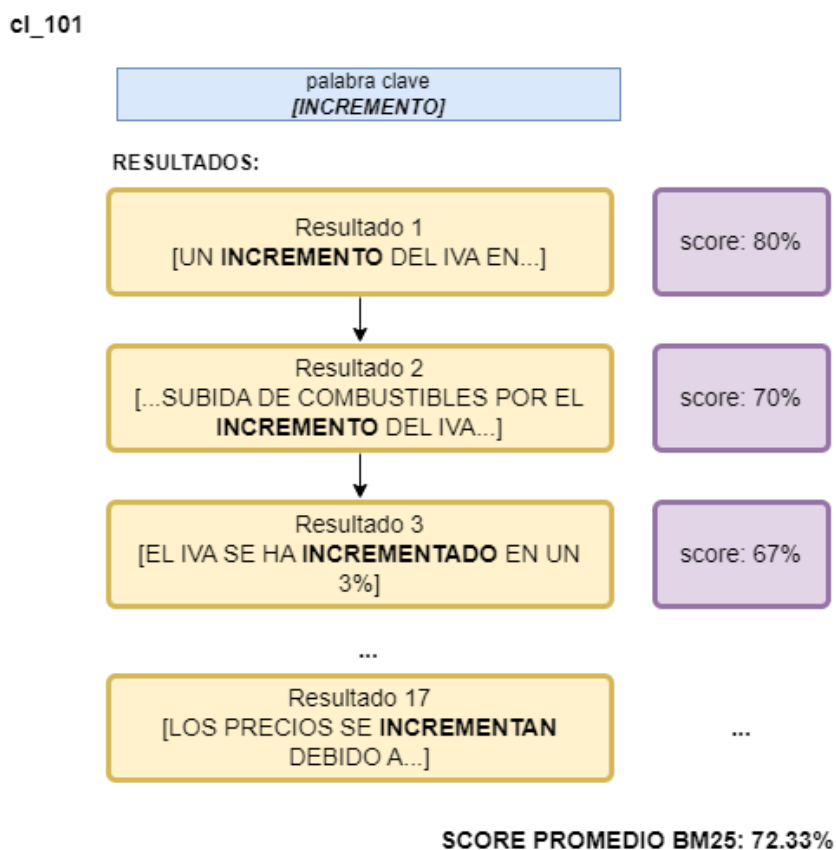 cl_101
palabra clave
[INCREMENTO]
RESULTADOS:
Resultado 1
[UN INCREMENTO DEL IVA EN...]
score: 80%
Resultado 2
[...SUBIDA DE COMBUSTIBLES POR EL
INCREMENTO DEL IVA...]
score: 70%
Resultado 3
[EL IVA SE HA INCREMENTADO EN UN
3%]
score: 67%
...
Resultado 17
[LOS PRECIOS SE INCREMENTAN
DEBIDO A...]
...
SCORE PROMEDIO BM25: 72.33%